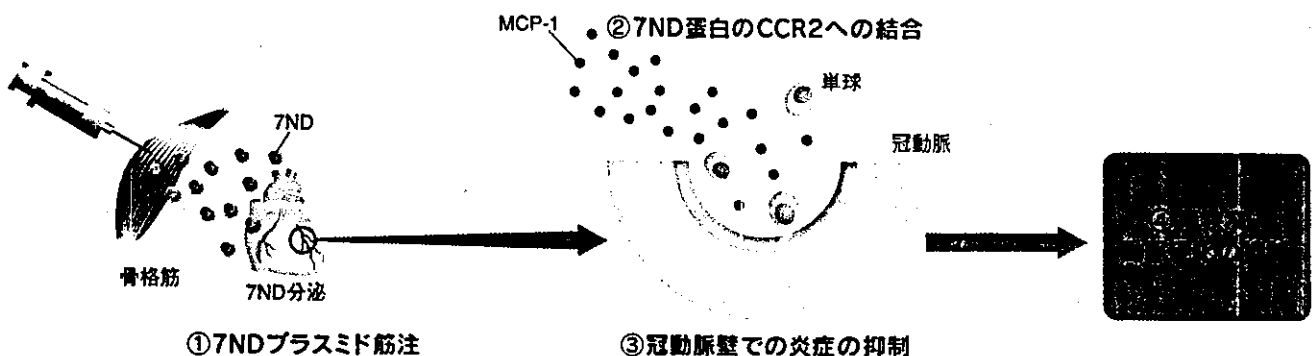 MCP-1
②7ND蛋白のCCR2への結合
単球
7ND
冠動脈
骨格筋
7ND分泌
①7NDプラスミド筋注
③冠動脈壁での炎症の抑制